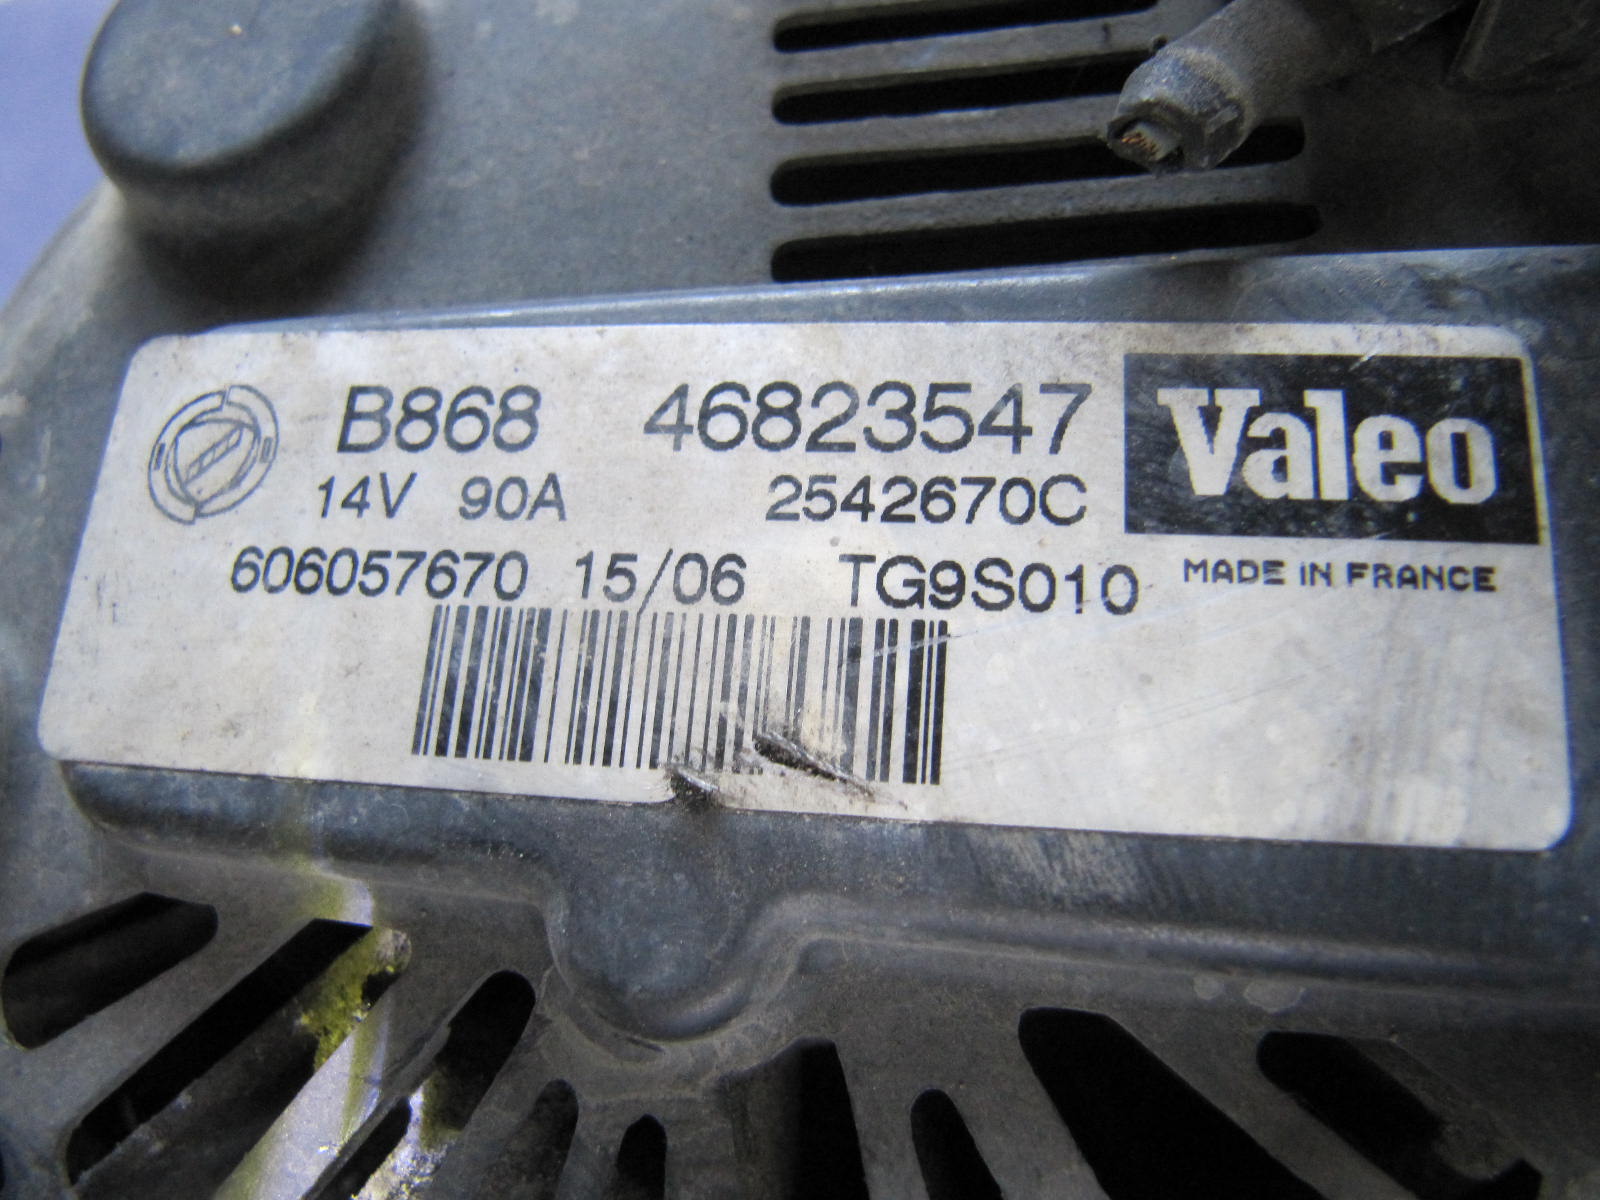 B868 46823547 Valeo
14V 90A 2542670C
606057670 15/06 TG9S010 MADE IN FRANCE